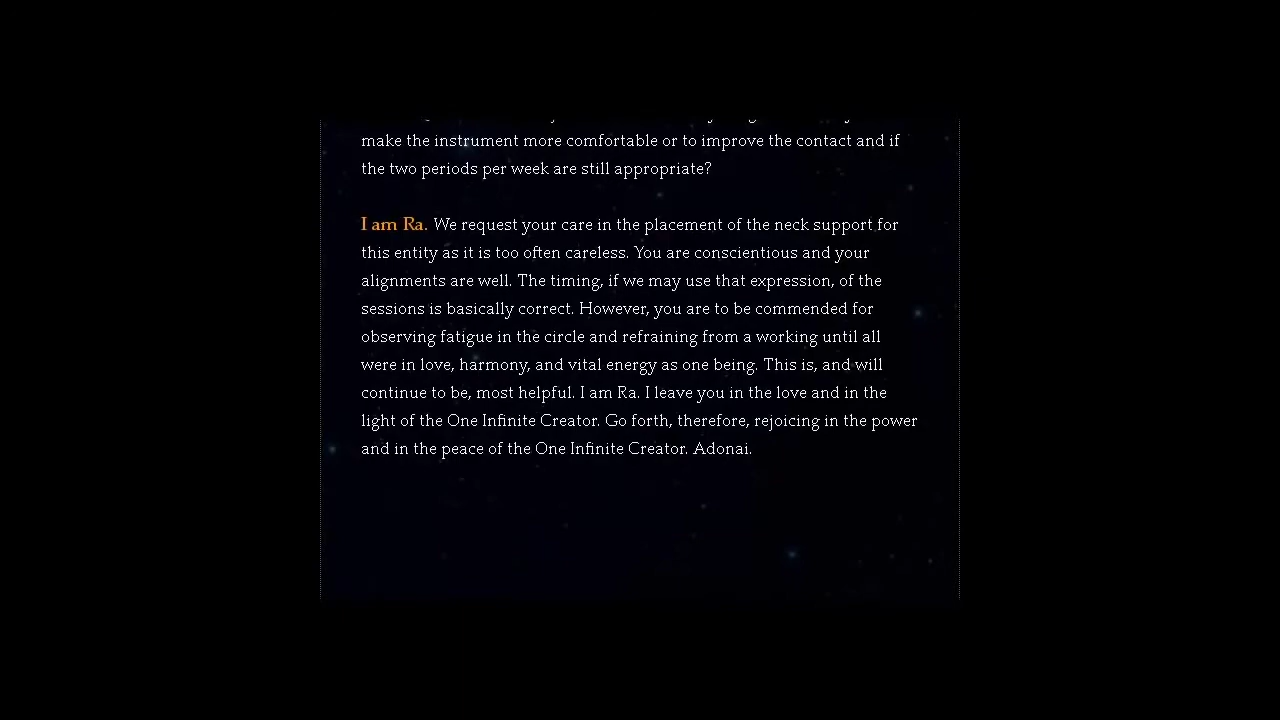 make the instrument more comfortable or to improve the contact and if
the two periods per week are still appropriate?
I am Ra. We request your care in the placement of the neck support for
this entity as it is too often careless. You are conscientious and your
alignments are well. The timing, if we may use that expression, of the
sessions is basically correct. However, you are to be commended for
observing fatigue in the circle and refraining from a working until all
were in love, harmony, and vital energy as one being. This is, and will
continue to be, most helpful. I am Ra. I leave you in the love and in the
light of the One Infinite Creator. Go forth, therefore, rejoicing in the power
and in the peace of the One Infinite Creator. Adonai.